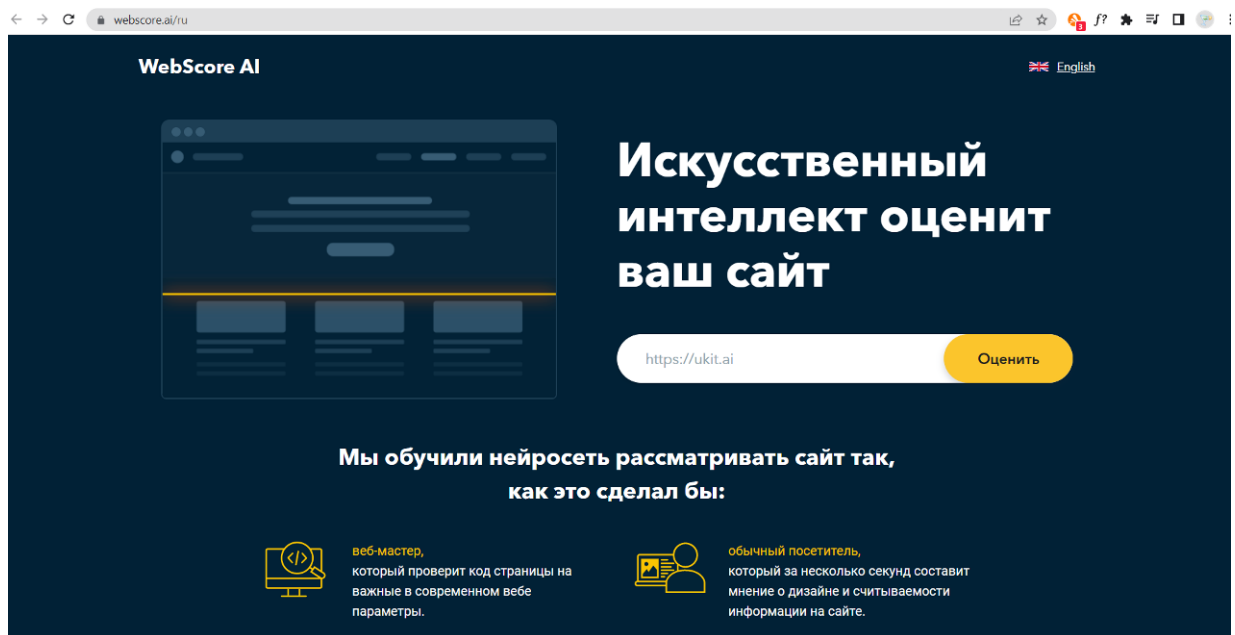 webscore.ai/ru
f?
3
WebScore AI
English
Искусственный
интеллект оценит
ваш сайт
https://ukit.ai
Оценить
Мы обучили нейросеть рассматривать сайт так,
как это сделал бы:
веб-мастер,
который проверит код страницы на
важные в современном вебе
параметры.
обычный посетитель,
который за несколько секунд составит
мнение о дизайне и считываемости
информации на сайте.